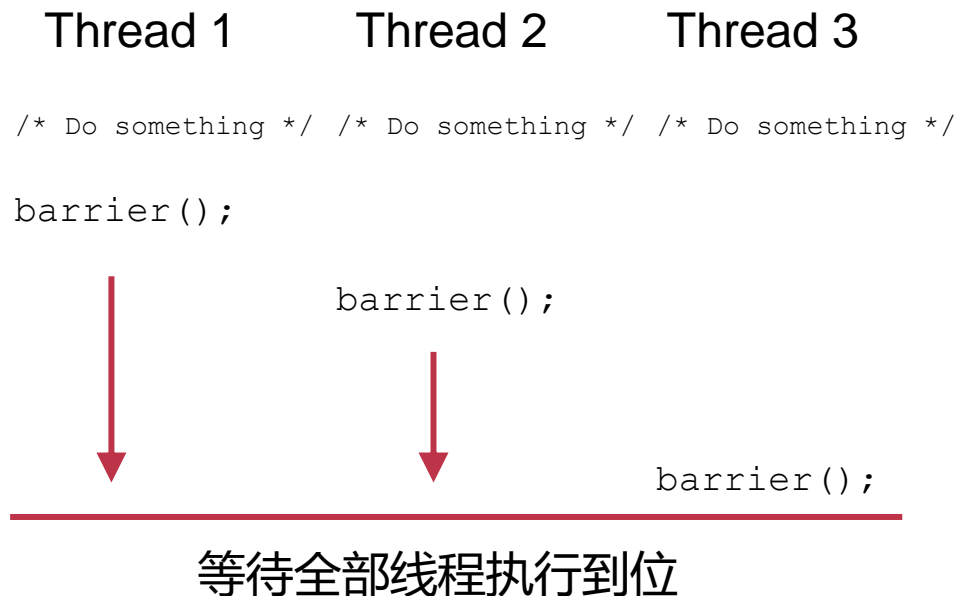 Thread 1 Thread 2 Thread 3
/* Do something */ /* Do something */ /* Do something */
barrier();
barrier();
barrier();
等待全部线程执行到位